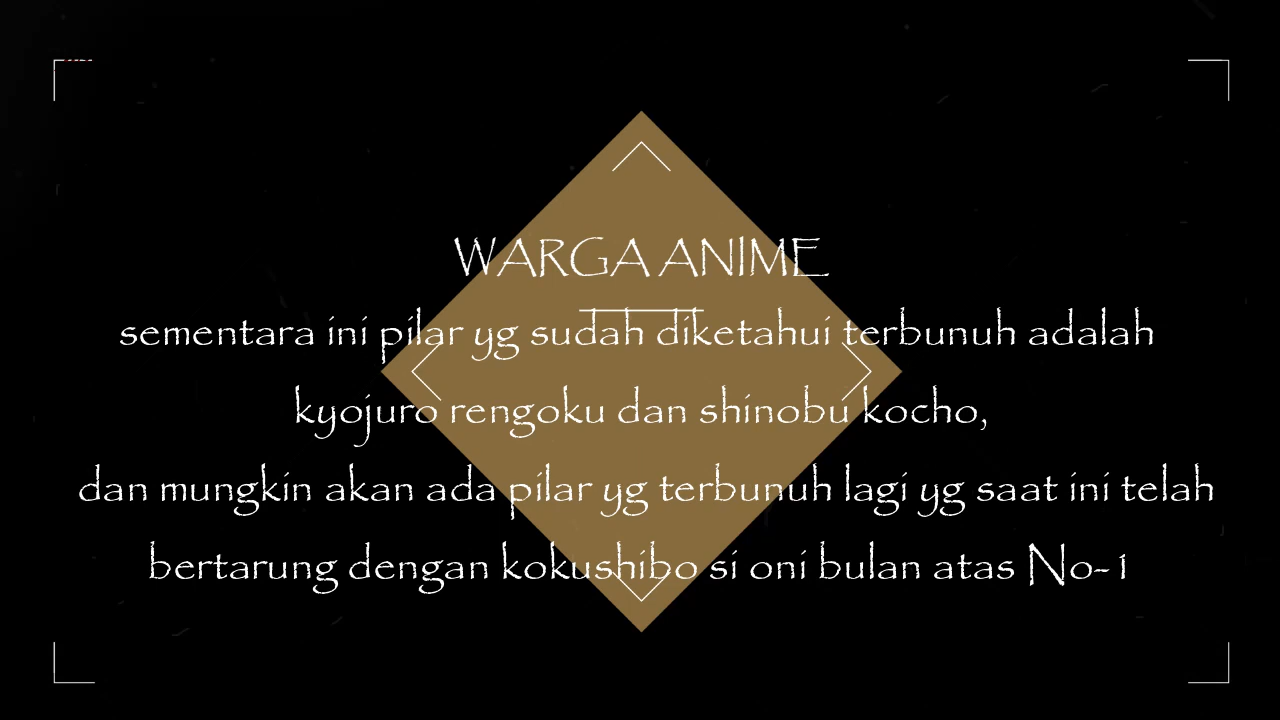 WARGA ANIME
sementara ini pilar yg sudah diketahui terbunuh adalah
kyojuro rengoku dan shinobu kocho,
dan mungkin akan ada pilar yg terbunuh lagi yg saat ini telah
bertarung dengan kokushibo si oni bulan atas No-1